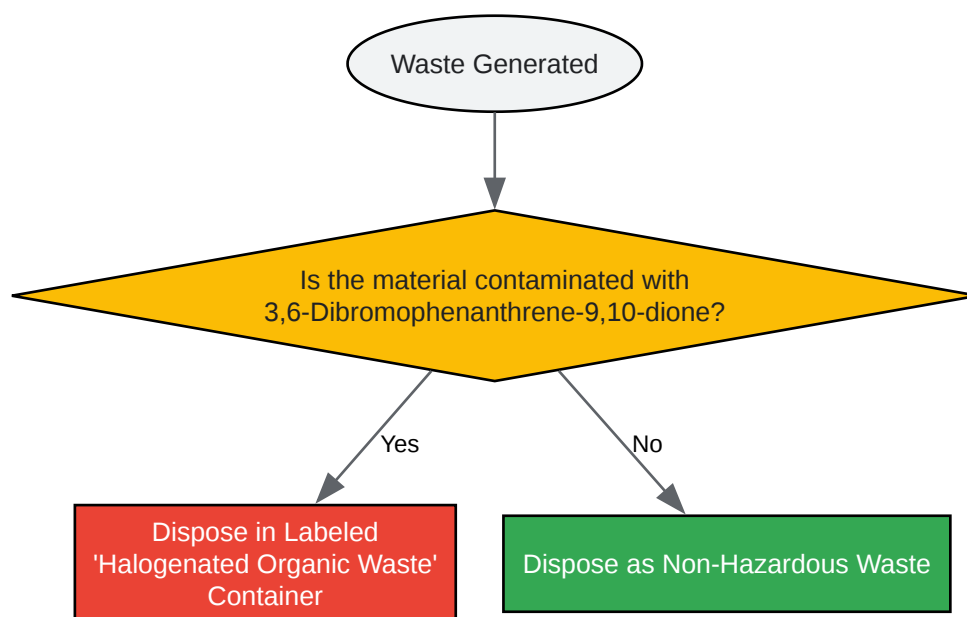 Waste Generated
Is the material contaminated with
3,6-Dibromophenanthrene-9,10-dione?
Yes
No
Dispose in Labeled
'Halogenated Organic Waste'
Container
Dispose as Non-Hazardous Waste